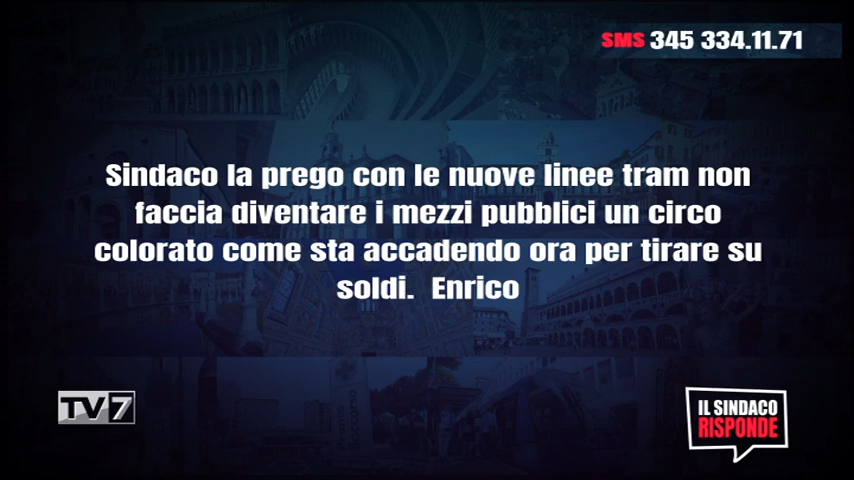 SMS 345 334.11.71
Sindaco la prego con le nuove linee tram non
faccia diventare i mezzi pubblici un circo
colorato come sta accadendo ora per tirare su
soldi. Enrico
TV7
IL SINDACO
RISPONDE